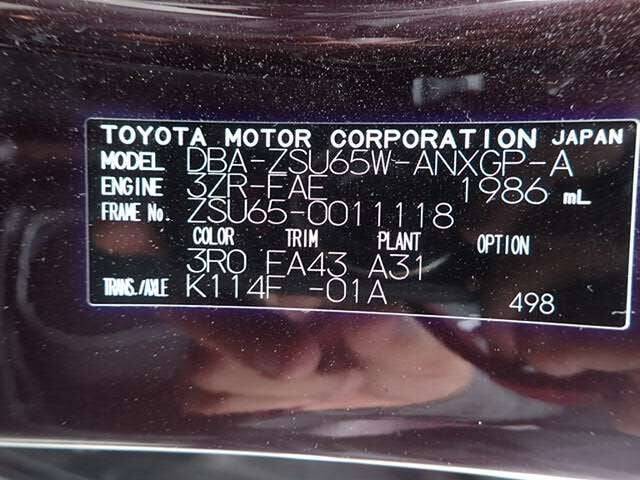 TOYOTA MOTOR CORPORATION JAPAN
MODEL DBA-ZSU65W-ANXGP-A
ENGINE 3ZR-FAE 1986 mL
FRAME No. ZSU65-0011118
COLOR TRIM PLANT OPTION
3R0 FA43 A31
TRANS./AXLE K114F -01A
498